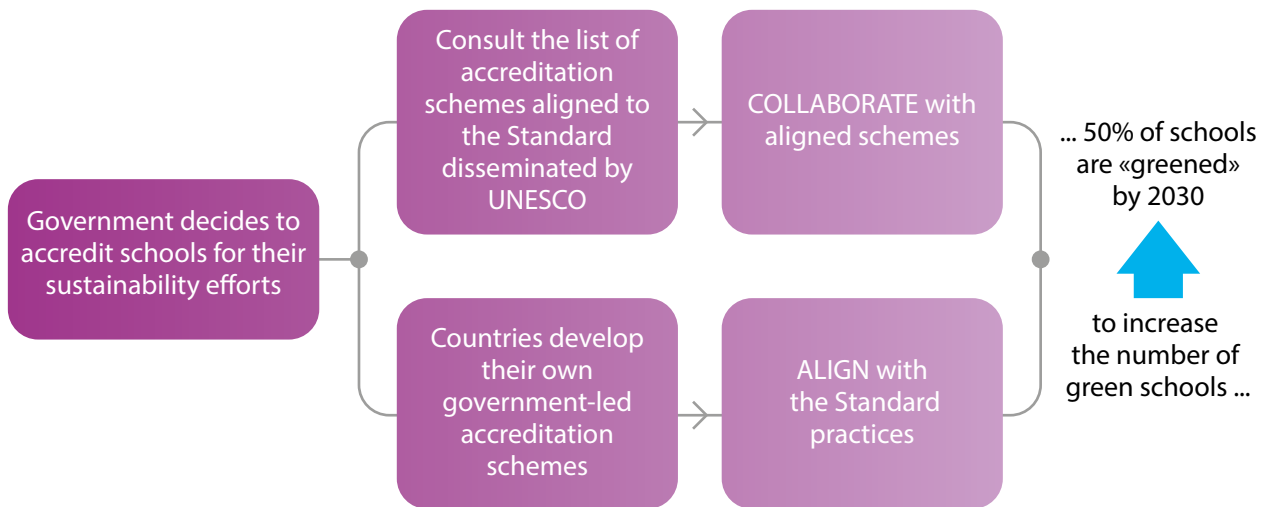 Government decides to
accredit schools for their
sustainability efforts
Consult the list of
accreditation
schemes aligned to
the Standard
disseminated by
UNESCO
COLLABORATE with
aligned schemes
Countries develop
their own
government-led
accreditation
schemes
ALIGN with
the Standard
practices
... 50% of schools
are «greened»
by 2030
to increase
the number of
green schools ...